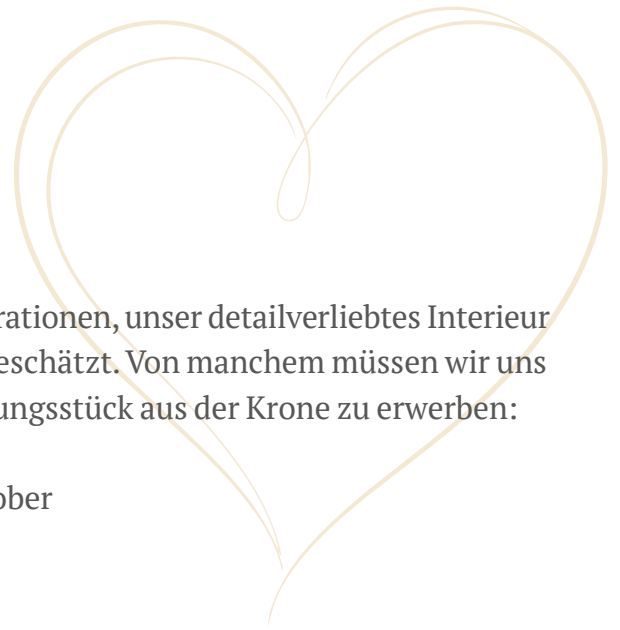 rationen, unser detailverliebtes Interieur
eschätzt. Von manchem müssen wir uns
ungsstück aus der Krone zu erwerben:
ober